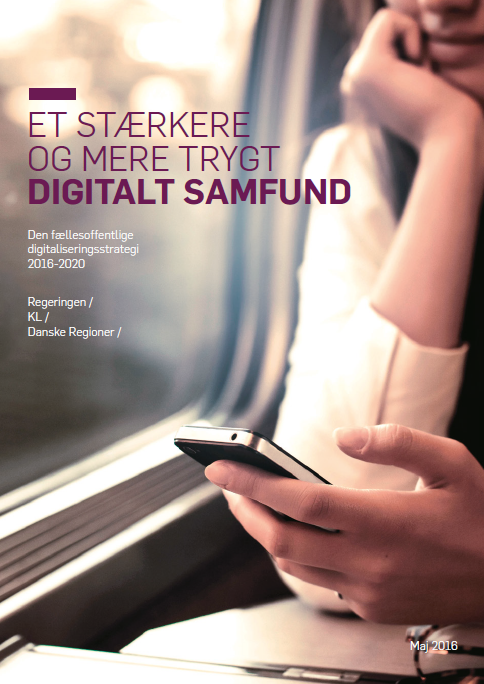 ET STÆRKERE
OG MERE TRYGT
DIGITALT SAMFUND
Den fællesoffentlige
digitaliseringsstrategi
2016-2020
Regeringen /
KL /
Danske Regioner /
Maj 2016